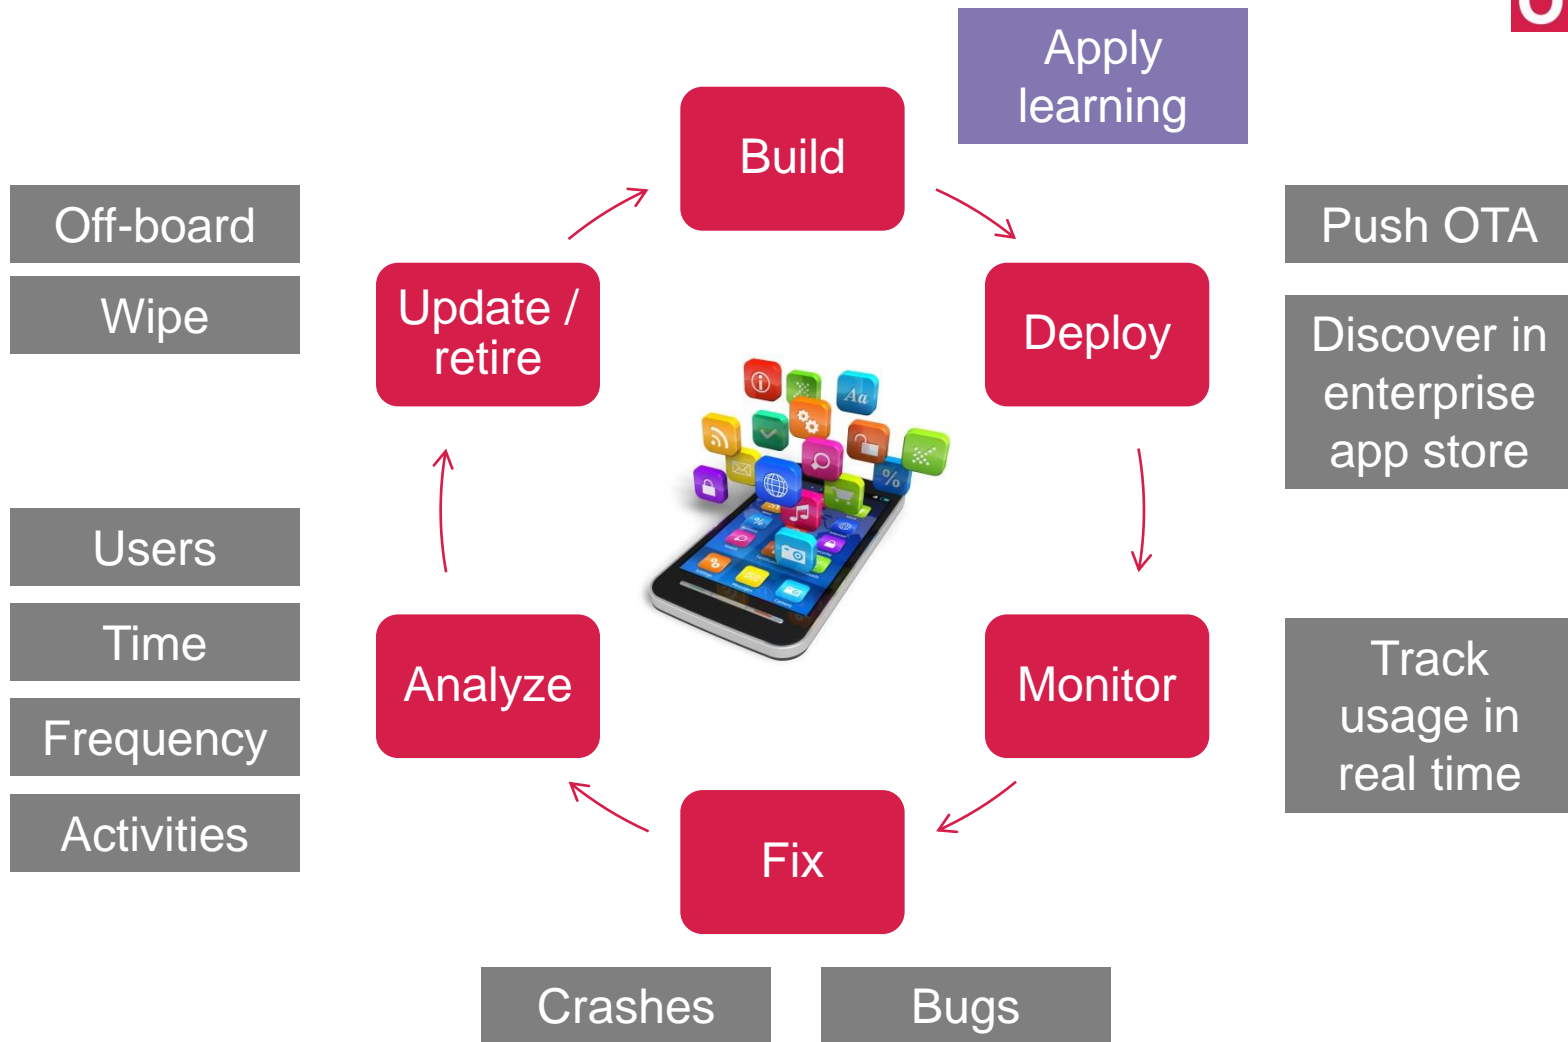 Apply
learning
Build
Off-board
Wipe
Update /
retire
Deploy
Push OTA
Discover in
enterprise
app store
Aa
%
Users
Time
Frequency
Activities
Analyze
Monitor
Track
usage in
real time
Fix
Crashes
Bugs